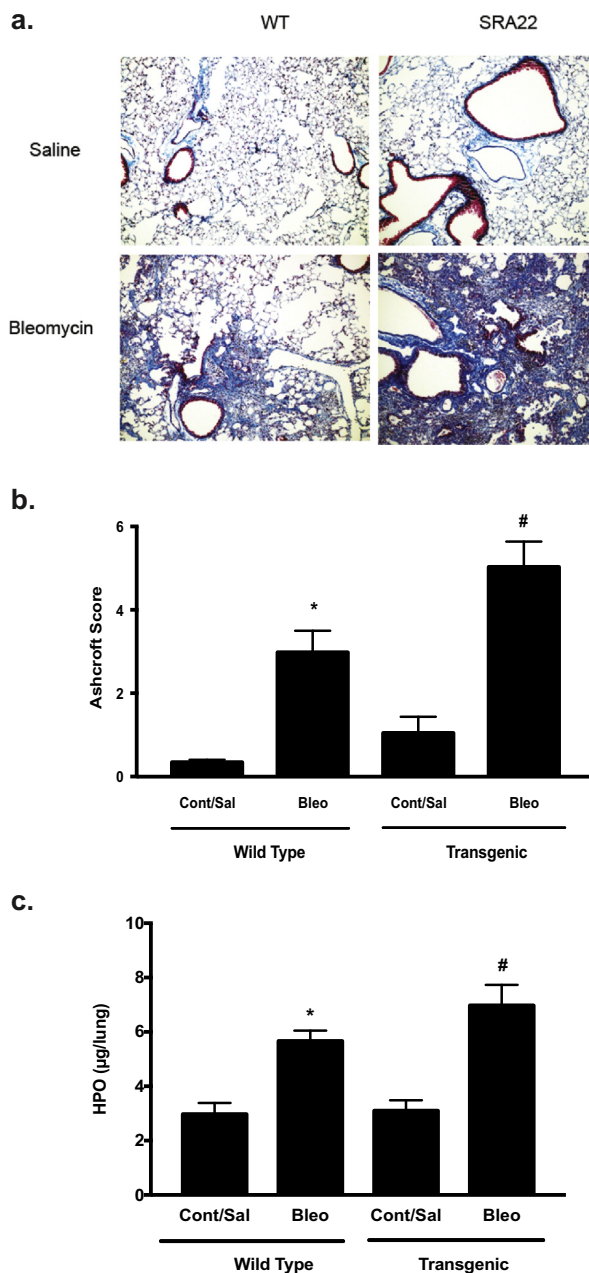 a.
WT SRA22
Saline
Bleomycin
b.
Ashcroft Score
6
4
2
0
*
#
Cont/Sal Bleo Cont/Sal Bleo
Wild Type Transgenic
c.
HPO (µg/lung)
10
8
6
4
2
0
*
#
Cont/Sal Bleo Cont/Sal Bleo
Wild Type Transgenic